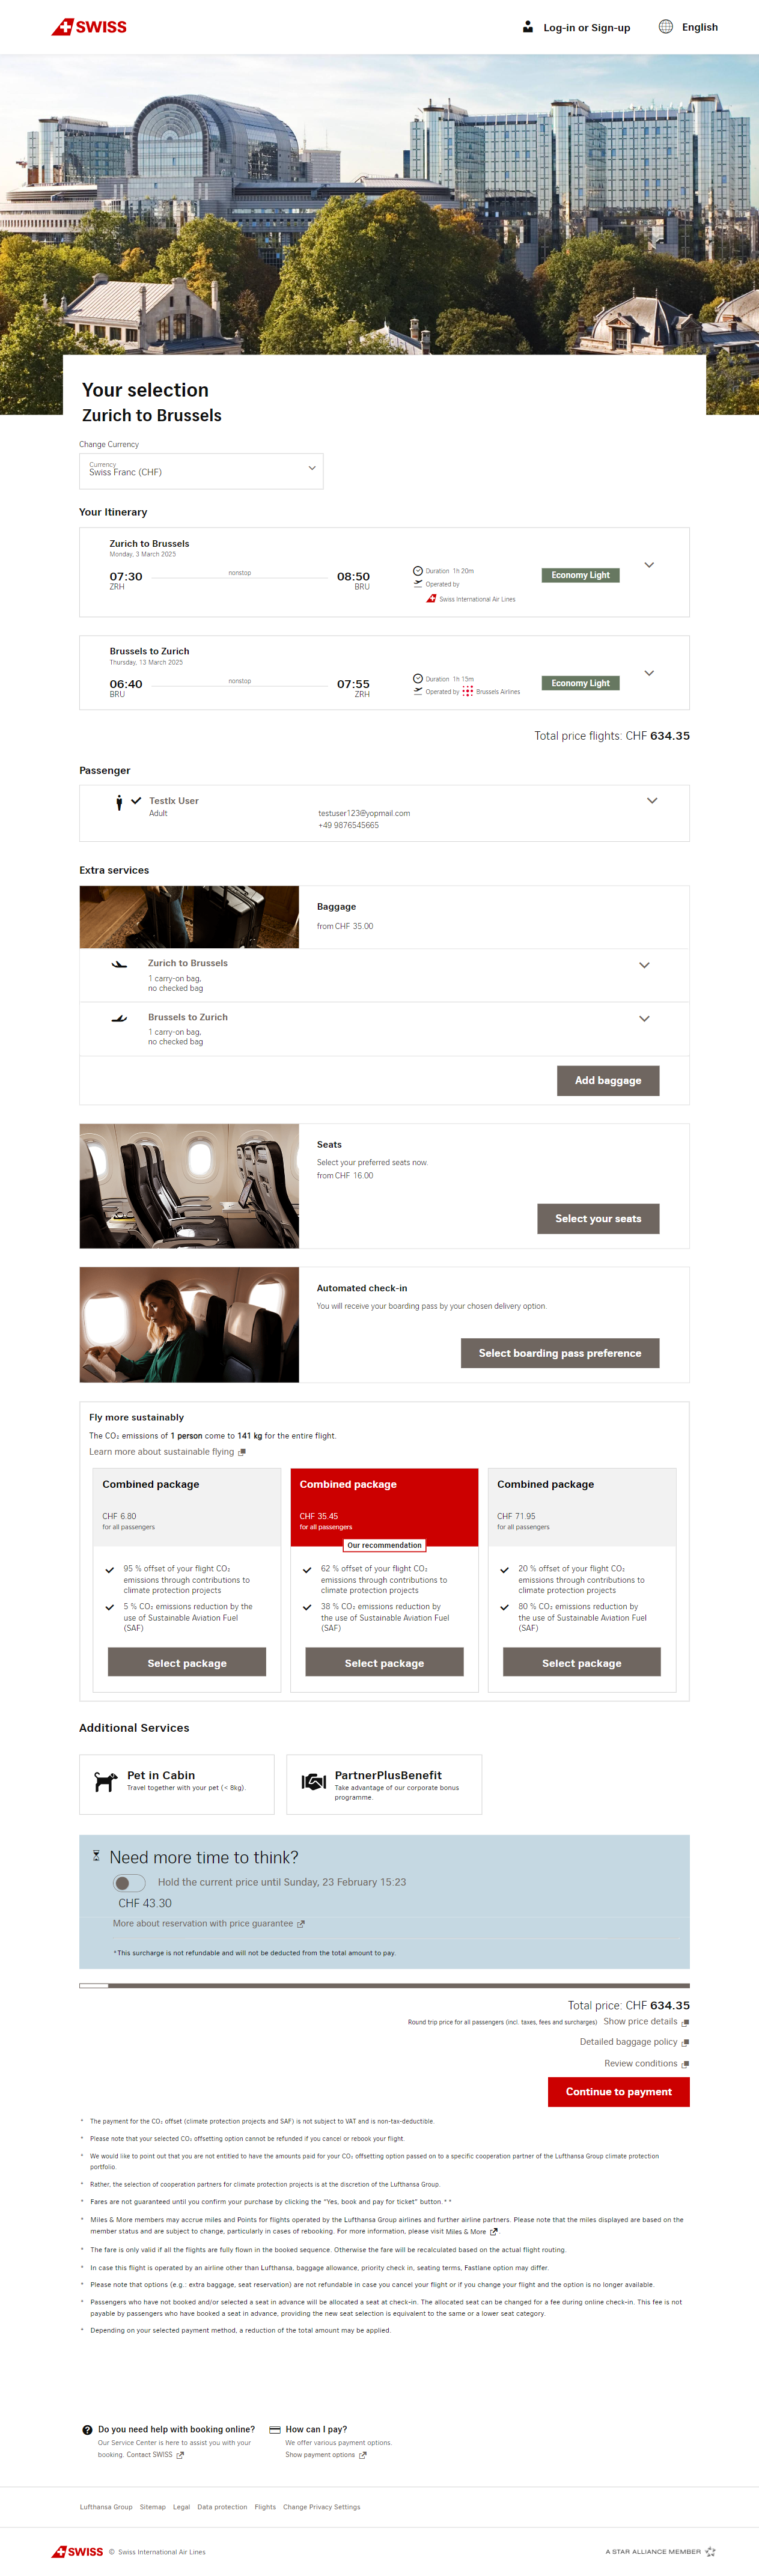 SWISS
Log-in or Sign-up
English
Your selection
Zurich to Brussels
Change Currency
Currency
Swiss Franc (CHF)
Your Itinerary
Zurich to Brussels
Monday, 3 March 2025
07:30 nonstop 08:50
ZRH BRU
Duration 1h 20m
Operated by
Swiss International Air Lines
Economy Light
Brussels to Zurich
Thursday, 13 March 2025
06:40 nonstop 07:55
BRU ZRH
Duration 1h 15m
Operated by Brussels Airlines
Economy Light
Total price flights: CHF 634.35
Passenger
TestIx User
Adult
testuser123@yopmail.com
+49 9876545665
Extra services
Baggage
from CHF 35.00
Zurich to Brussels
1 carry-on bag,
no checked bag
Brussels to Zurich
1 carry-on bag,
no checked bag
Add baggage
Seats
Select your preferred seats now.
from CHF 16.00
Select your seats
Automated check-in
You will receive your boarding pass by your chosen delivery option.
Select boarding pass preference
Fly more sustainably
The CO₂ emissions of 1 person come to 141 kg for the entire flight.
Learn more about sustainable flying
Combined package
CHF 6.80
for all passengers
95 % offset of your flight CO₂
emissions through contributions to
climate protection projects
5 % CO₂ emissions reduction by the
use of Sustainable Aviation Fuel
(SAF)
Select package
Combined package
CHF 35.45
for all passengers
Our recommendation
62 % offset of your flight CO₂
emissions through contributions to
climate protection projects
38 % CO₂ emissions reduction by
the use of Sustainable Aviation Fuel
(SAF)
Select package
Combined package
CHF 71.95
for all passengers
20 % offset of your flight CO₂
emissions through contributions to
climate protection projects
80 % CO₂ emissions reduction by
the use of Sustainable Aviation Fuel
(SAF)
Select package
Additional Services
Pet in Cabin
Travel together with your pet (< 8kg).
PartnerPlusBenefit
Take advantage of our corporate bonus
programme.
Need more time to think?
Hold the current price until Sunday, 23 February 15:23
CHF 43.30
More about reservation with price guarantee
*This surcharge is not refundable and will not be deducted from the total amount to pay.
Total price: CHF 634.35
Round trip price for all passengers (incl. taxes, fees and surcharges) Show price details
Detailed baggage policy
Review conditions
Continue to payment
* The payment for the CO₂ offset (climate protection projects and SAF) is not subject to VAT and is non-tax-deductible.
* Please note that your selected CO₂ offsetting option cannot be refunded if you cancel or rebook your flight.
* We would like to point out that you are not entitled to have the amounts paid for your CO₂ offsetting option passed on to a specific cooperation partner of the Lufthansa Group climate protection
portfolio.
* Rather, the selection of cooperation partners for climate protection projects is at the discretion of the Lufthansa Group.
* Fares are not guaranteed until you confirm your purchase by clicking the “Yes, book and pay for ticket” button.**
* Miles & More members may accrue miles and Points for flights operated by the Lufthansa Group airlines and further airline partners. Please note that the miles displayed are based on the
member status and are subject to change, particularly in cases of rebooking. For more information, please visit Miles & More
* The fare is only valid if all the flights are fully flown in the booked sequence. Otherwise the fare will be recalculated based on the actual flight routing.
* In case this flight is operated by an airline other than Lufthansa, baggage allowance, priority check in, seating terms, Fastlane option may differ.
* Please note that options (e.g.: extra baggage, seat reservation) are not refundable in case you cancel your flight or if you change your flight and the option is no longer available.
* Passengers who have not booked and/or selected a seat in advance will be allocated a seat at check-in. The allocated seat can be changed for a fee during online check-in. This fee is not
payable by passengers who have booked a seat in advance, providing the new seat selection is equivalent to the same or a lower seat category.
* Depending on your selected payment method, a reduction of the total amount may be applied.
Do you need help with booking online?
Our Service Center is here to assist you with your
booking. Contact SWISS
How can I pay?
We offer various payment options.
Show payment options
Lufthansa Group Sitemap Legal Data protection Flights Change Privacy Settings
SWISS © Swiss International Air Lines
A STAR ALLIANCE MEMBER